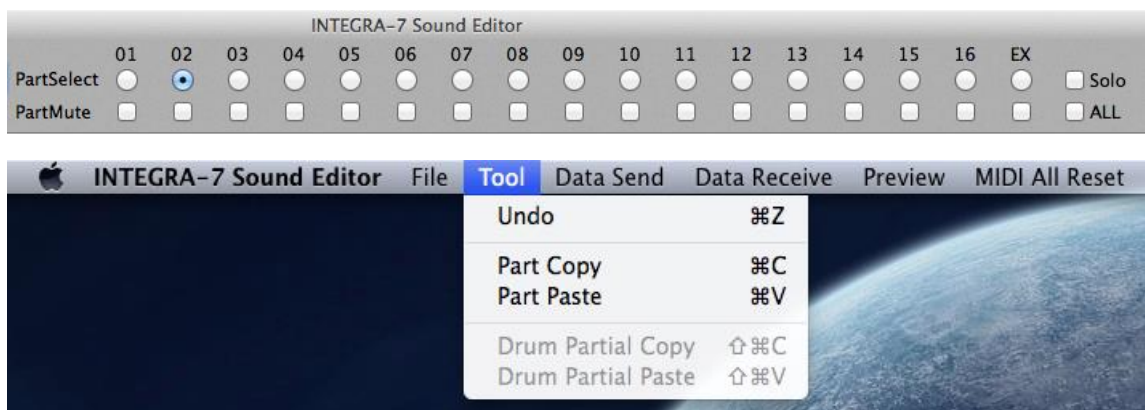 INTEGRA-7 Sound Editor
01 02 03 04 05 06 07 08 09 10 11 12 13 14 15 16 EX
PartSelect Solo
PartMute ALL
INTEGRA-7 Sound Editor File Tool Data Send Data Receive Preview MIDI All Reset
Undo ⌘Z
Part Copy ⌘C
Part Paste ⌘V
Drum Partial Copy ⇧⌘C
Drum Partial Paste ⇧⌘V